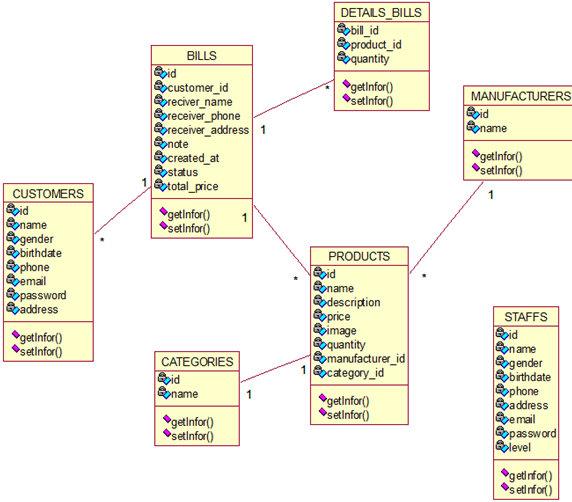 DETAILS_BILLS
bill_id
product_id
quantity
getInfor()
setInfor()
BILLS
id
customer_id
reciver_name
receiver_phone
receiver_address
note
created_at
status
total_price
getInfor()
setInfor()
MANUFACTURERS
id
name
getInfor()
setInfor()
CUSTOMERS
id
name
gender
birthdate
phone
email
password
address
getInfor()
setInfor()
PRODUCTS
id
name
description
price
image
quantity
manufacturer_id
category_id
getInfor()
setInfor()
CATEGORIES
id
name
getInfor()
setInfor()
STAFFS
id
name
gender
birthdate
phone
address
email
password
level
getInfor()
setInfor()
1
*
1
*
1
*
1
*
1
1